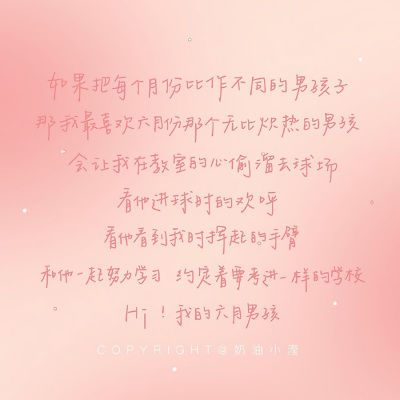 如果把每个月份比作不同的男孩子
那我最喜欢六月份那个无比炽热的男孩
会让我在教室的心偷溜去球场
看他进球时的欢呼
看他看到我时挥起的手臂
和他一起努力学习 约定着要考进一样的学校
Hi！我的六月男孩
COPYRIGHT@奶油小滢